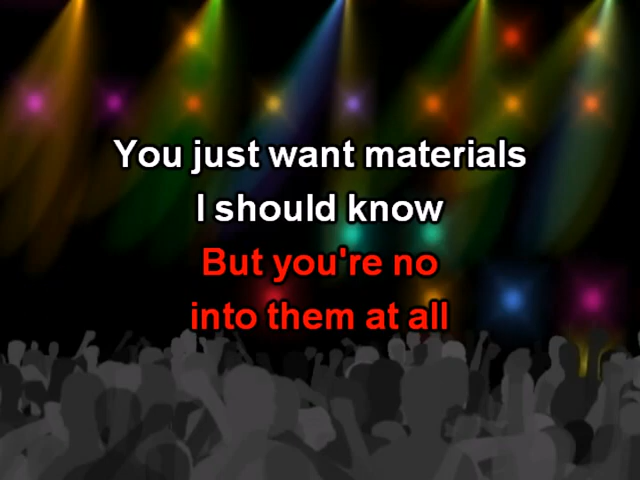 You just want materials
I should know
But you're no
into them at all